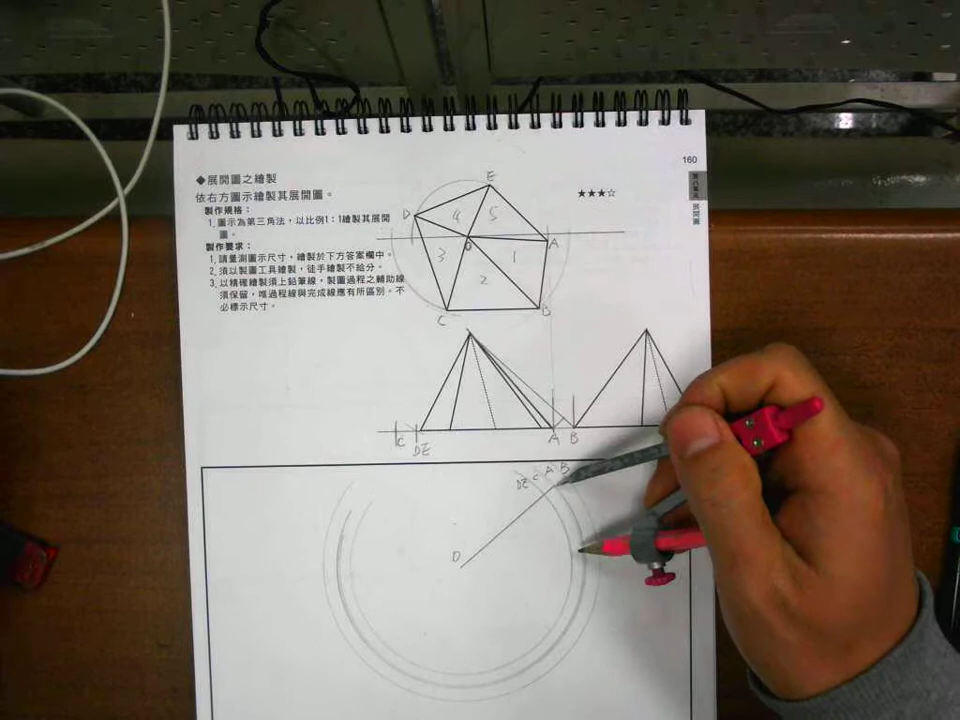 160
◆展開圖之繪製
★★★☆
依右方圖示繪製其展開圖。
製作規格：
1.圖示為第三角法，以比例1：1繪製其展開
圖。
製作要求：
1.請量測圖示尺寸，繪製於下方答案欄中。
2.須以製圖工具繪製，徒手繪製不給分。
3.以精確繪製須上鉛筆線，製圖過程之輔助線
須保留，唯過程線與完成線應有所區別。不
必標示尺寸。
展開圖
E
D 4 5
A
3 1
2
C B
C DE A B
DE C A B
O